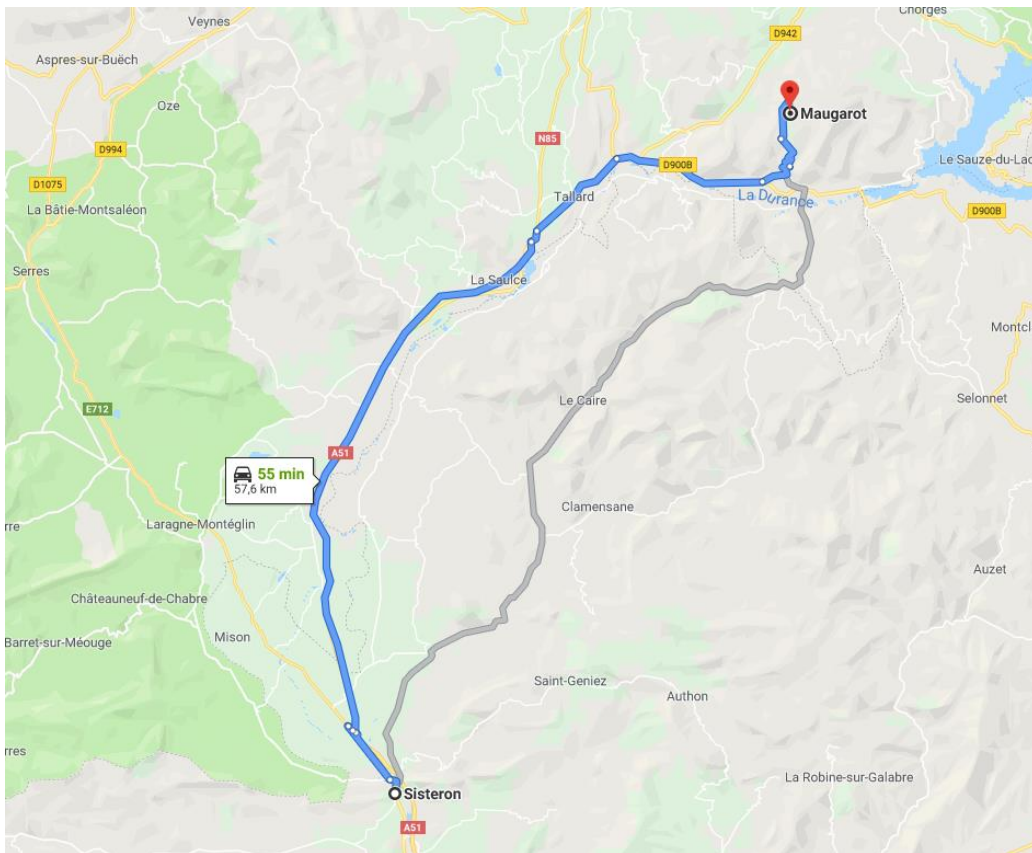 Veynes
Chorges
Aspres-sur-Buëch
D942
Oze
Maugarot
N85
D994
Le Sauze-du-Lac
D900B
D1075
La Bâtie-Montsaléon
Tallard
La Durance
D900B
Serres
La Saulce
Montcl
Le Caire
Selonnet
E712
A51
55 min
57,6 km
Clamensane
Laragne-Montéglin
rre
Auzet
Châteauneuf-de-Chabre
Mison
Barret-sur-Méouge
Saint-Geniez
Authon
rres
La Robine-sur-Galabre
Sisteron
A51